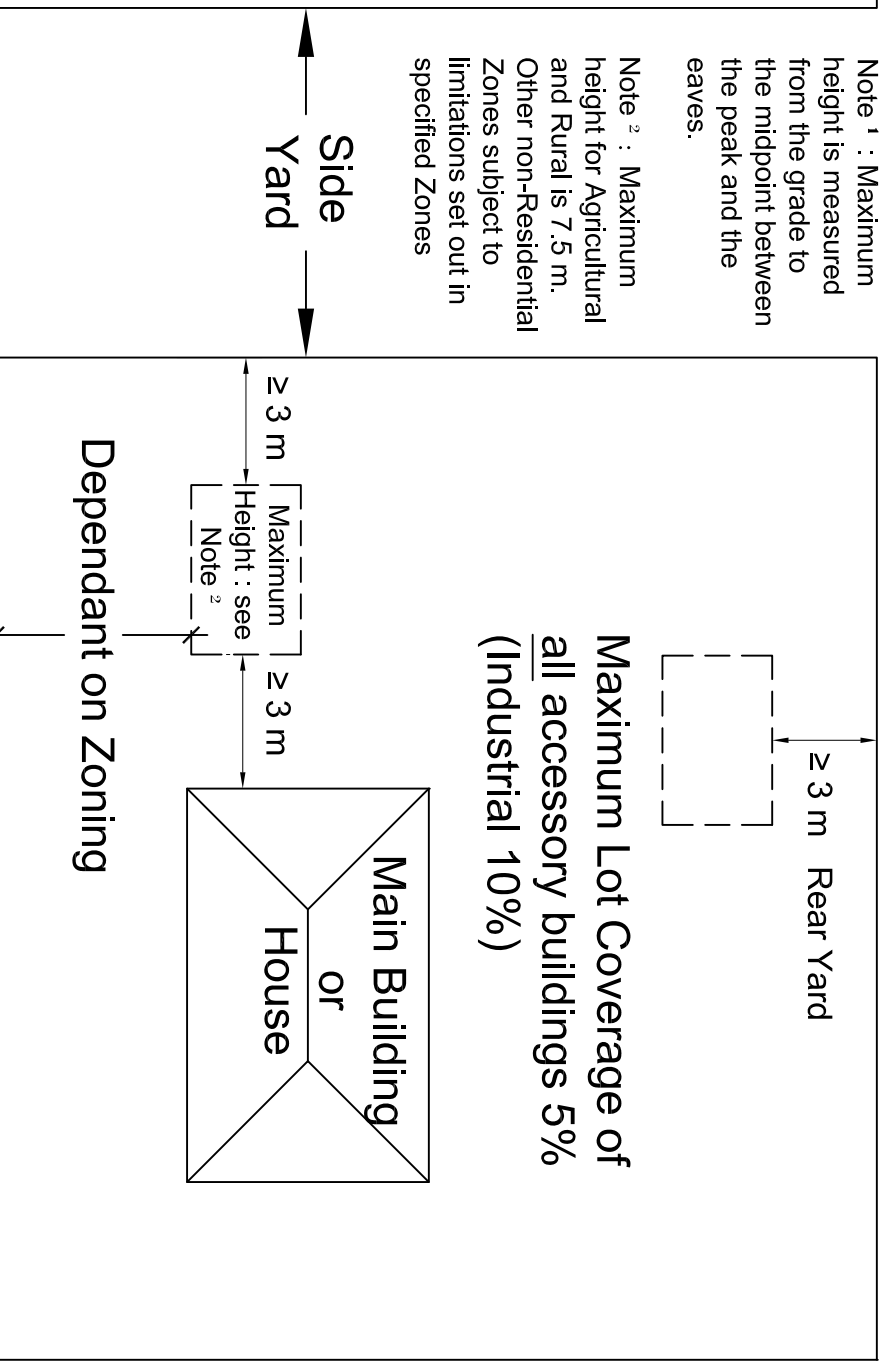 Note ¹ : Maximum
height is measured
from the grade to
the midpoint between
the peak and the
eaves.
Note ² : Maximum
height for Agricultural
and Rural is 7.5 m.
Other non-Residential
Zones subject to
limitations set out in
specified Zones
Side
Yard
≥ 3 m Rear Yard
Maximum Lot Coverage of
all accessory buildings 5%
(Industrial 10%)
≥ 3 m
Maximum
Height : see
Note ²
≥ 3 m
Main Building
or
House
Dependant on Zoning